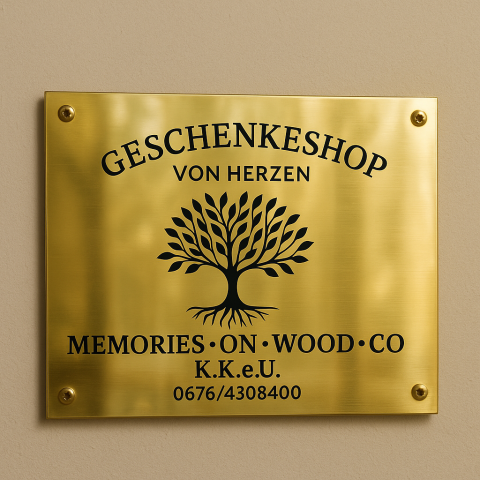 GESCHENKESHOP
VON HERZEN
MEMORIES·ON·WOOD·CO
K.K.e.U.
0676/4308400